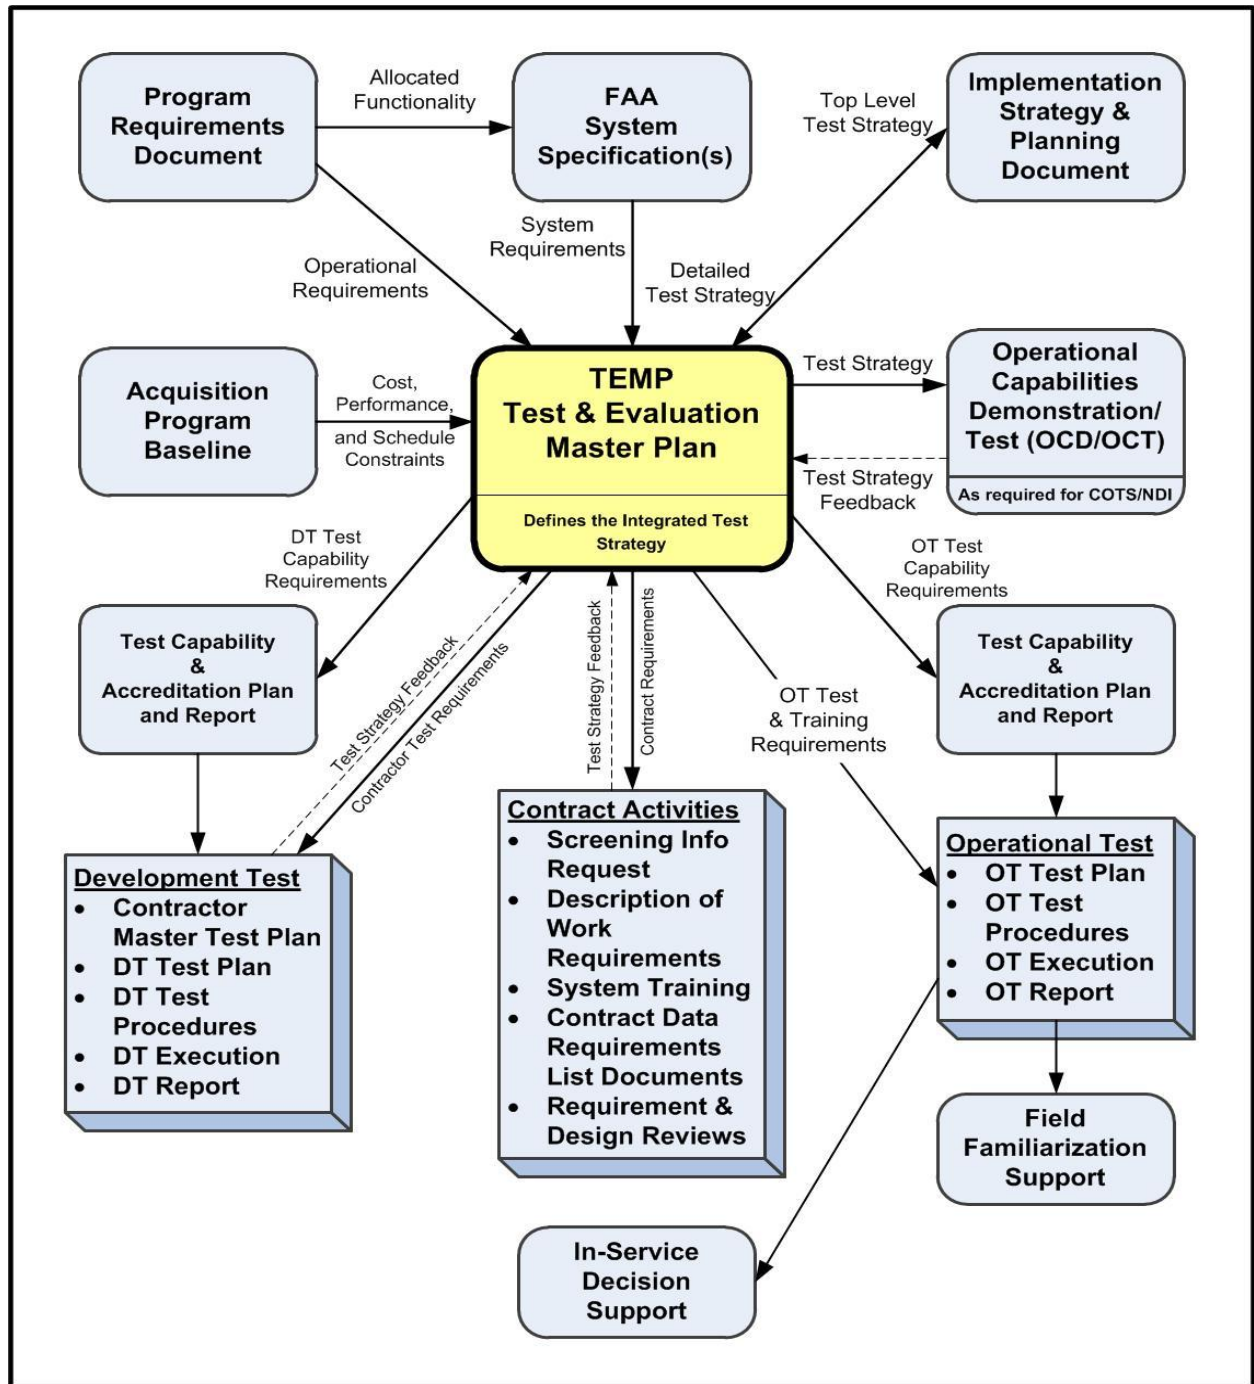 Program
Requirements
Document
Allocated
Functionality
FAA
System
Specification(s)
Top Level
Test Strategy
Implementation
Strategy &
Planning
Document
Operational
Requirements
System
Requirements
Detailed
Test Strategy
Acquisition
Program
Baseline
Cost,
Performance,
and Schedule
Constraints
TEMP
Test & Evaluation
Master Plan
Defines the Integrated Test
Strategy
Test Strategy
Test Strategy
Feedback
Operational
Capabilities
Demonstration/
Test (OCD/OCT)
As required for COTS/NDI
DT Test
Capability
Requirements
OT Test
Capability
Requirements
Test Capability
&
Accreditation Plan
and Report
Test Strategy Feedback
Contractor Test Requirements
Test Strategy Feedback
Contract Requirements
OT Test
& Training
Requirements
Test Capability
&
Accreditation Plan
and Report
Development Test
• Contractor
Master Test Plan
• DT Test Plan
• DT Test
Procedures
• DT Execution
• DT Report
Contract Activities
• Screening Info
Request
• Description of
Work
Requirements
• System Training
• Contract Data
Requirements
List Documents
• Requirement &
Design Reviews
Operational Test
• OT Test Plan
• OT Test
Procedures
• OT Execution
• OT Report
Field
Familiarization
Support
In-Service
Decision
Support